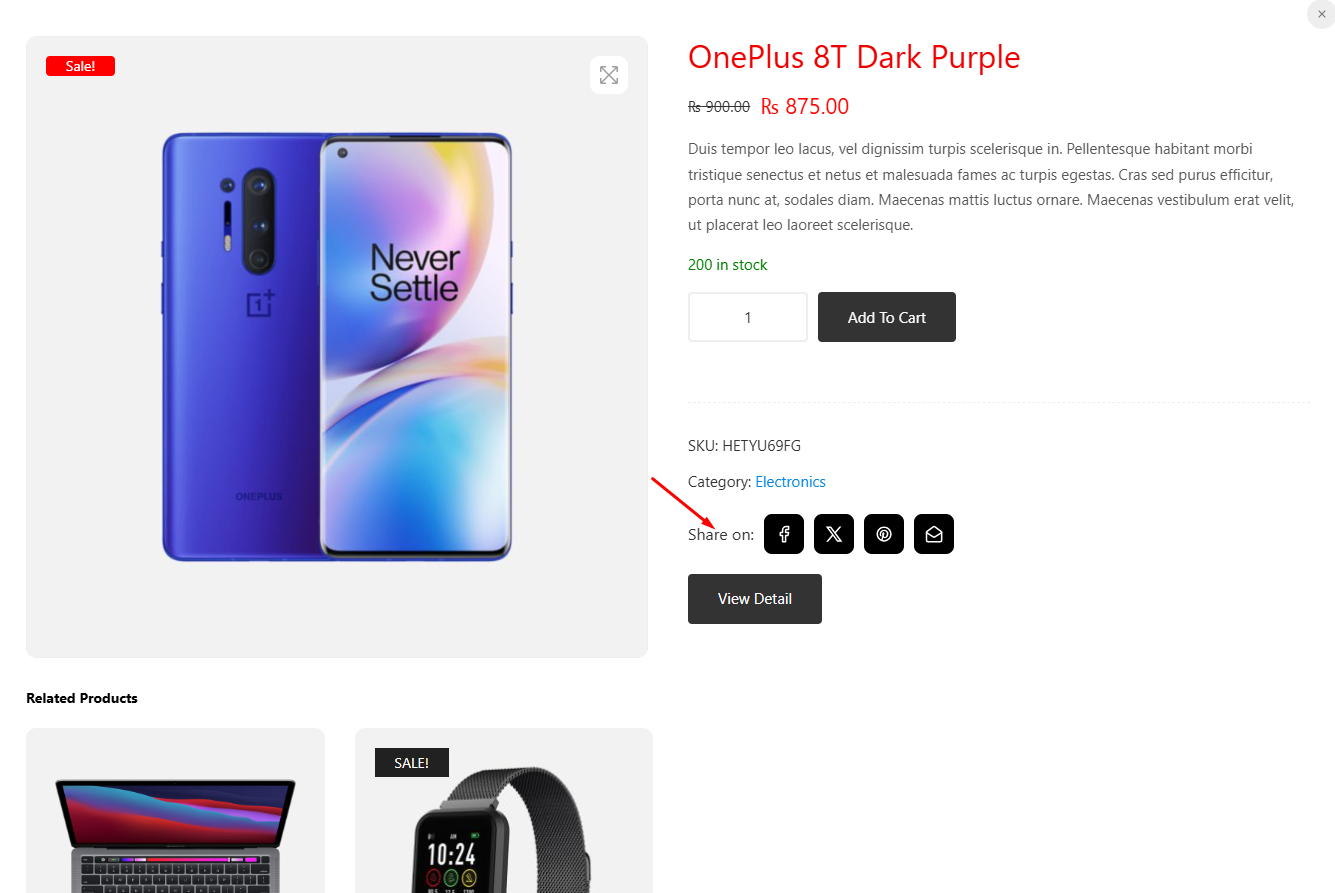 Sale!
OnePlus 8T Dark Purple
₨ 900.00 ₨ 875.00
Duis tempor leo lacus, vel dignissim turpis scelerisque in. Pellentesque habitant morbi
tristique senectus et netus et malesuada fames ac turpis egestas. Cras sed purus efficitur,
porta nunc at, sodales diam. Maecenas mattis luctus ornare. Maecenas vestibulum erat velit,
ut placerat leo laoreet scelerisque.
Never
Settle
ONEPLUS
200 in stock
1
Add To Cart
SKU: HETYU69FG
Category: Electronics
Share on:
View Detail
Related Products
SALE!
AM
10:24